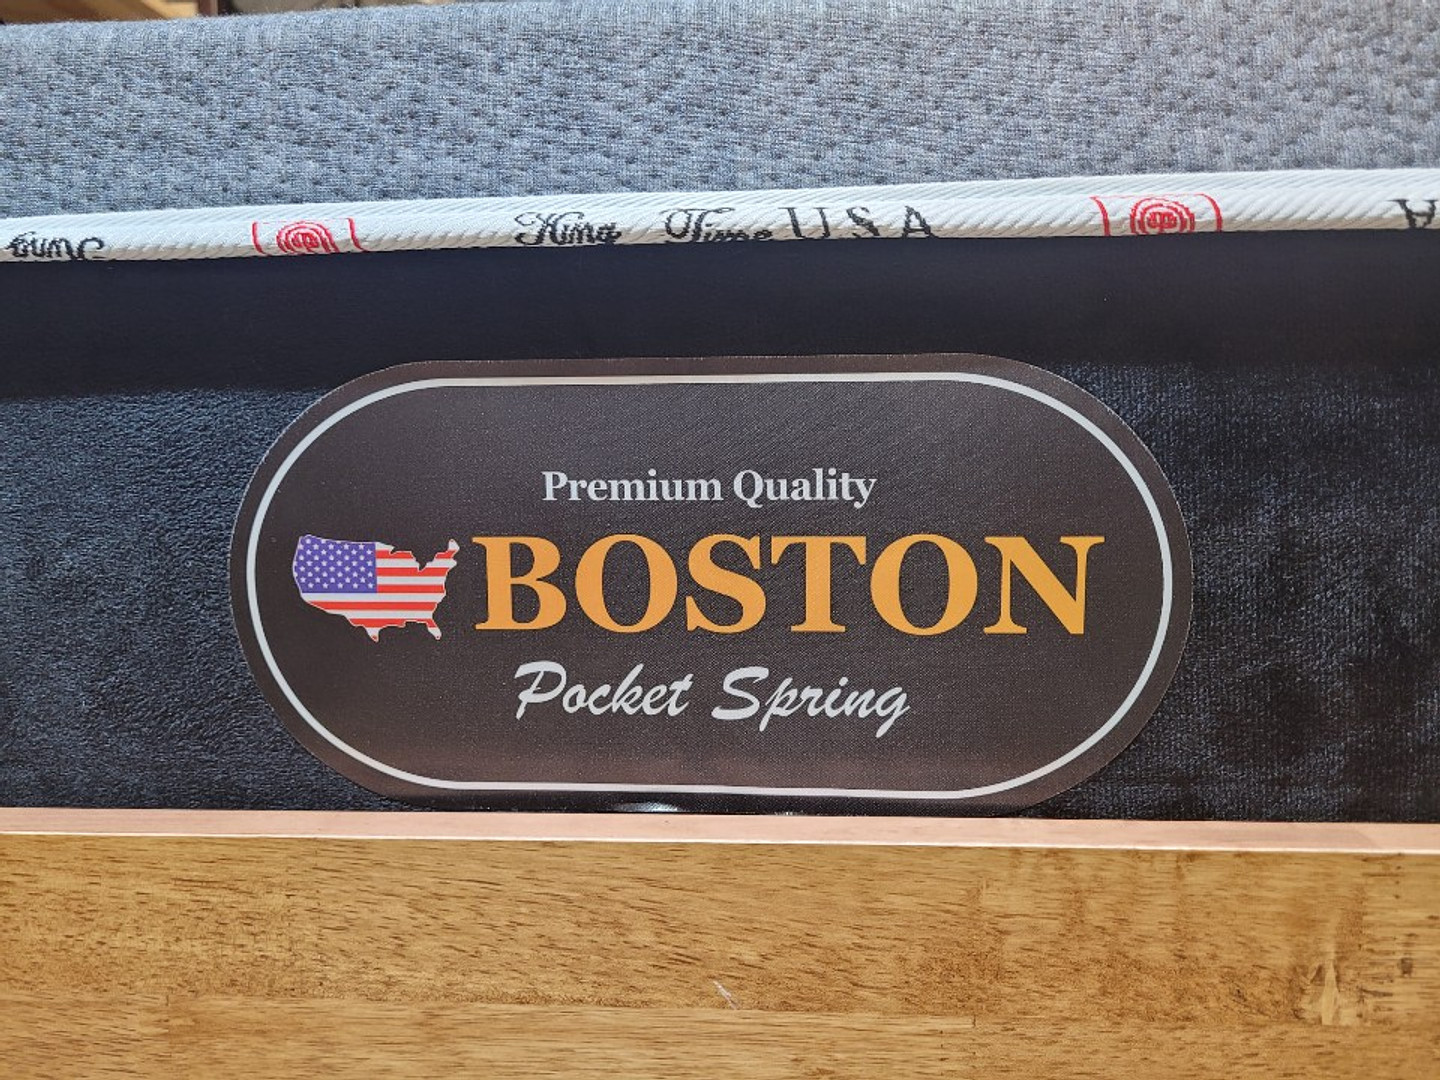 King Time USA
Premium Quality
BOSTON
Pocket Spring